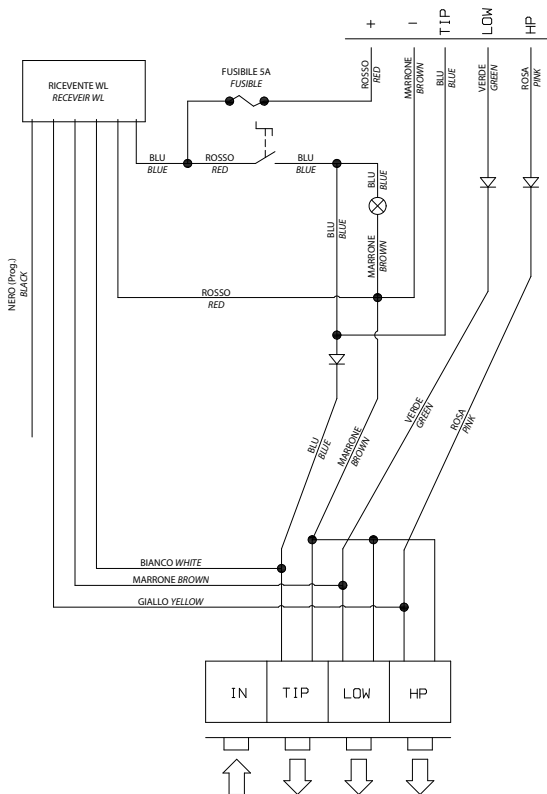 +
–
TIP
LOW
HP
RICEVENTE WL
RECEVEIR WL
FUSIBILE 5A
FUSIBLE
ROSSO
RED
MARRONE
BROWN
BLU
BLUE
VERDE
GREEN
ROSA
PINK
BLU
BLUE
ROSSO
RED
BLU
BLUE
BLU
BLUE
BLU
BLUE
MARRONE
BROWN
NERO (Prog.)
BLACK
ROSSO
RED
VERDE
GREEN
ROSA
PINK
BLU
BLUE
MARRONE
BROWN
BIANCO WHITE
MARRONE BROWN
GIALLO YELLOW
IN
TIP
LOW
HP